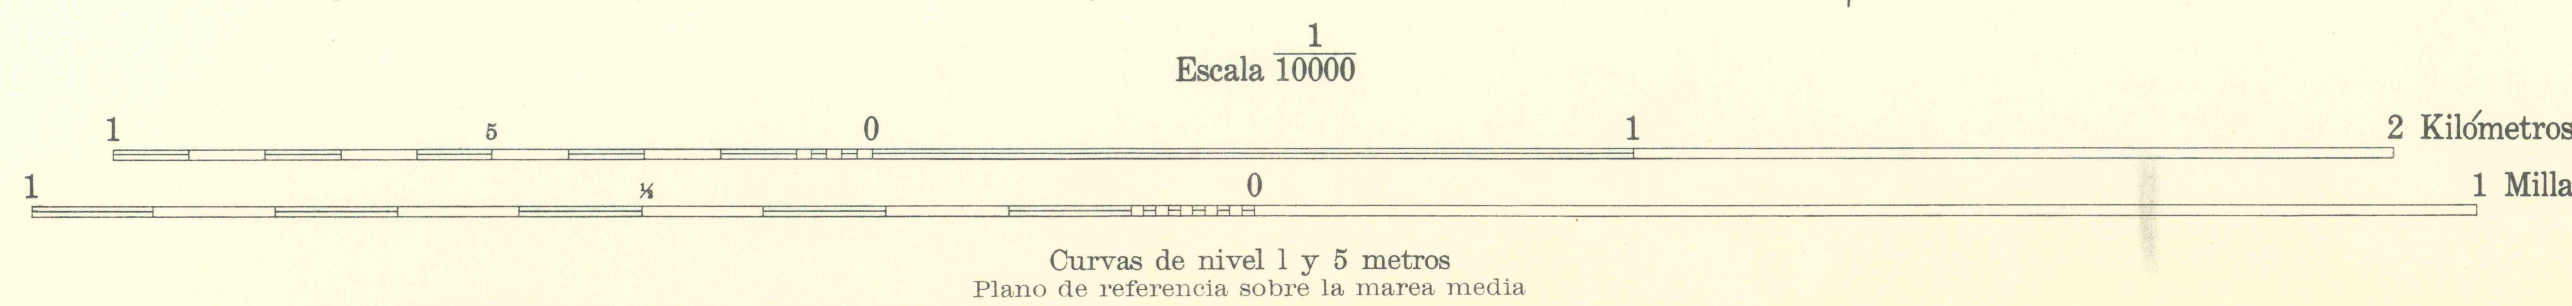 Escala 1/10000
1 5 0 1 2 Kilómetros
1 ½ 0 1 Milla
Curvas de nivel 1 y 5 metros
Plano de referencia sobre la marea media